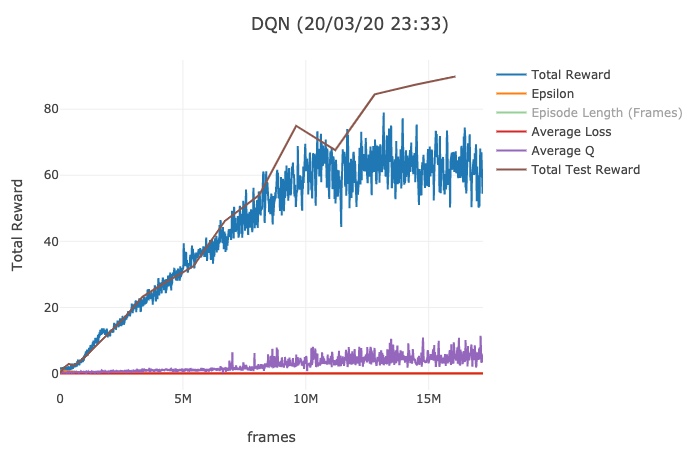 DQN (20/03/20 23:33)
Total Reward
80
60
40
20
0
0 5M 10M 15M
frames
Total Reward
Epsilon
Episode Length (Frames)
Average Loss
Average Q
Total Test Reward